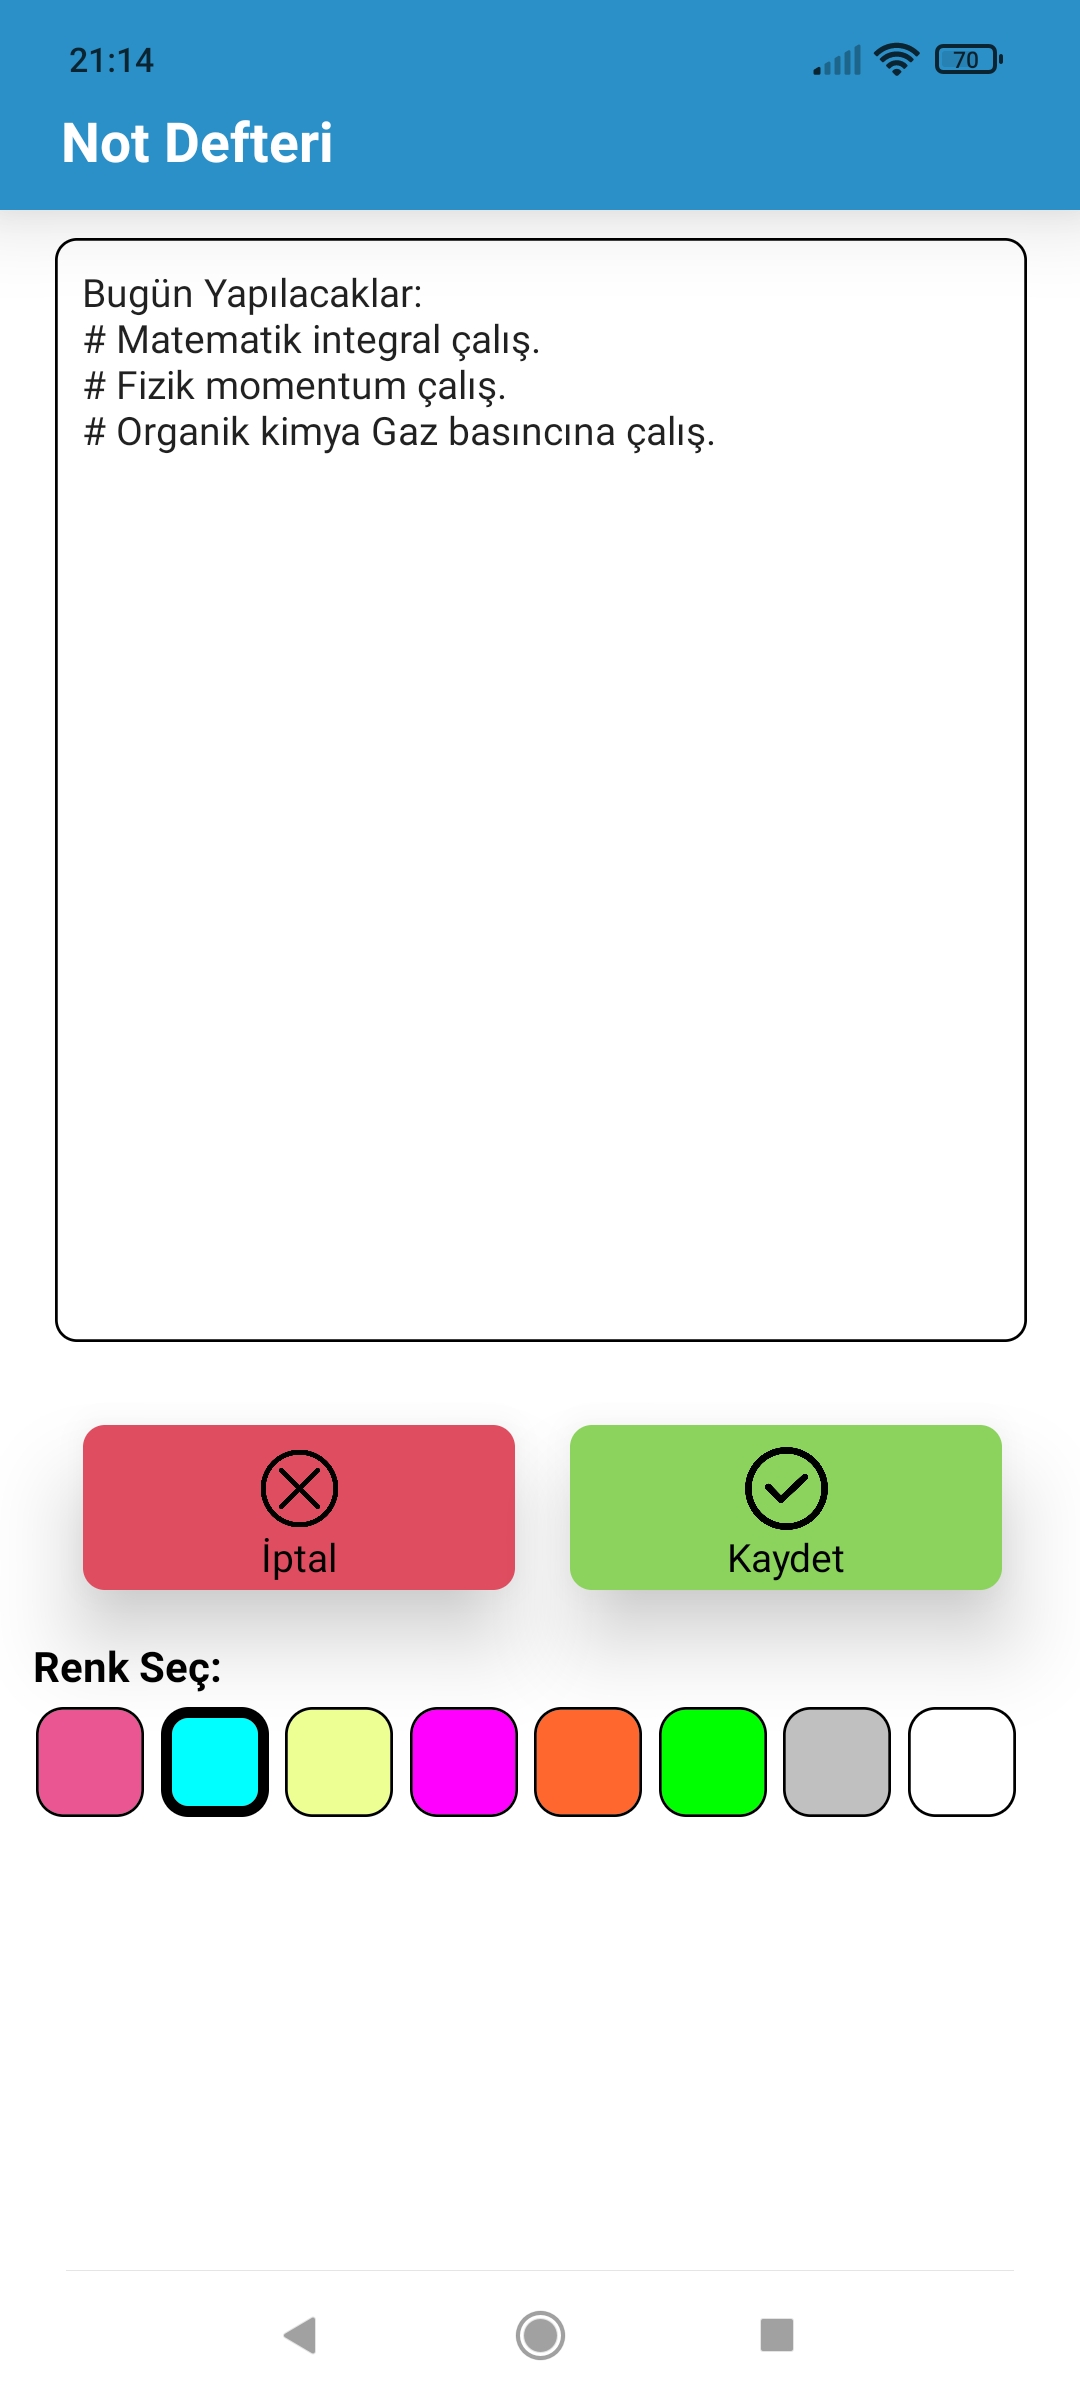 21:14
70
Not Defteri
Bugün Yapılacaklar:
# Matematik integral çalış.
# Fizik momentum çalış.
# Organik kimya Gaz basıncına çalış.
İptal
Kaydet
Renk Seç: